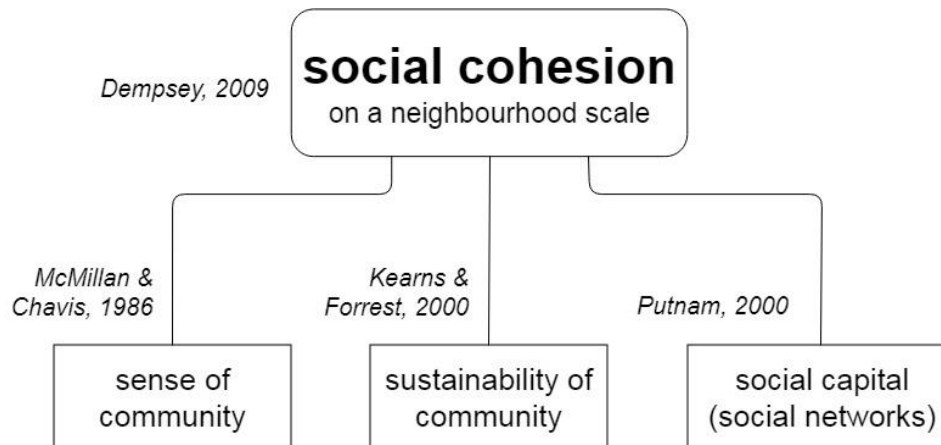 social cohesion
on a neighbourhood scale
Dempsey, 2009
McMillan &
Chavis, 1986
Kearns &
Forrest, 2000
Putnam, 2000
sense of
community
sustainability of
community
social capital
(social networks)